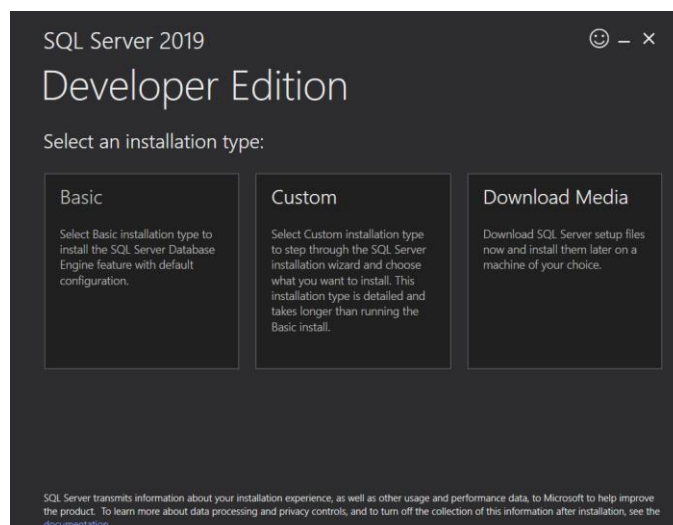 SQL Server 2019
Developer Edition
Select an installation type:
Basic
Select Basic installation type to
install the SQL Server Database
Engine feature with default
configuration.
Custom
Select Custom installation type
to step through the SQL Server
installation wizard and choose
what you want to install. This
installation type is detailed and
takes longer than running the
Basic install.
Download Media
Download SQL Server setup files
now and install them later on a
machine of your choice.
SQL Server transmits information about your installation experience, as well as other usage and performance data, to Microsoft to help improve
the product. To learn more about data processing and privacy controls, and to turn off the collection of this information after installation, see the
documentation